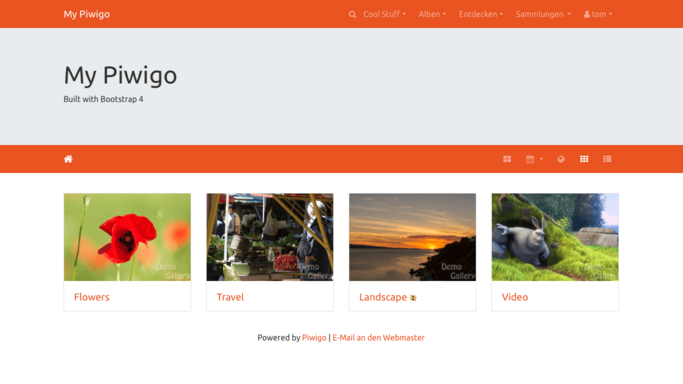 My Piwigo
Cool Stuff Alben Entdecken Sammlungen tom
My Piwigo
Built with Bootstrap 4
Demo
Gallery
Demo
Gallery
Demo
Gallery
Demo
Gallery
Flowers
Travel
Landscape
Video
Powered by Piwigo | E-Mail an den Webmaster